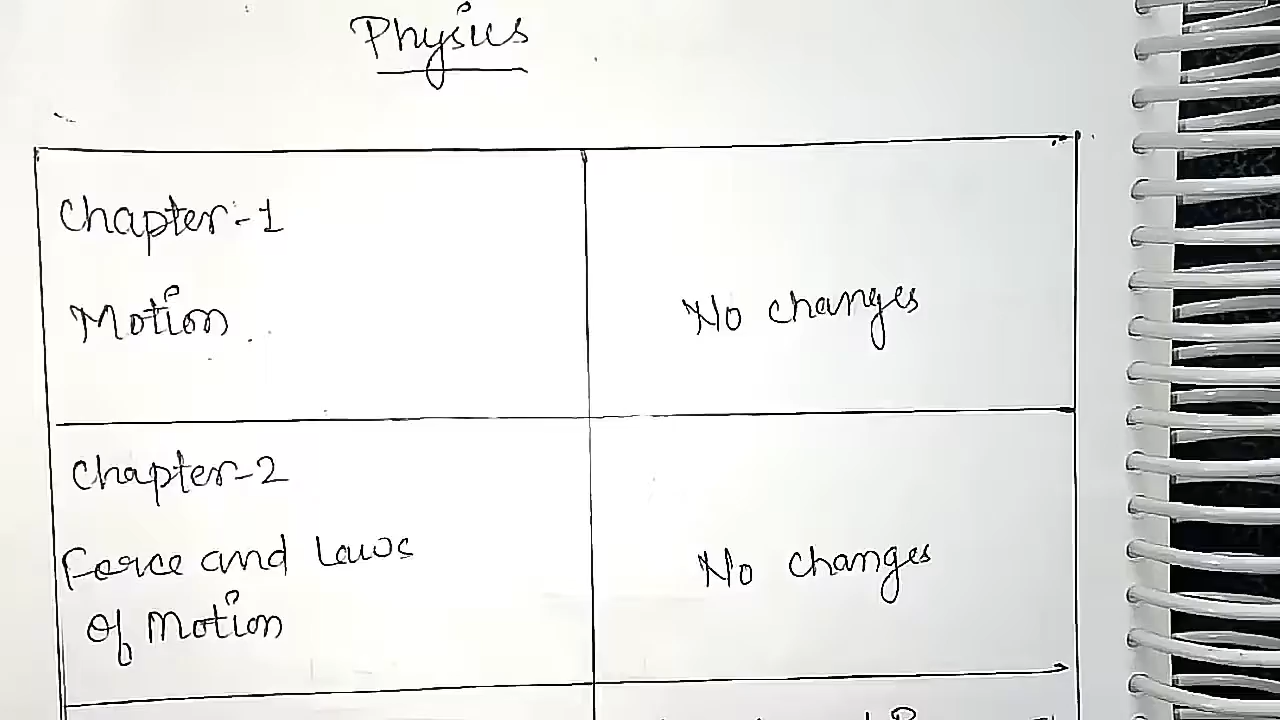 Physics
Chapter:-1
Motion
No changes
Chapter-2
Force and Laws
of Motion
No changes